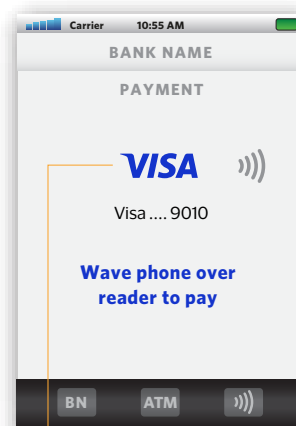 Carrier 10:55 AM
BANK NAME
PAYMENT
VISA
Visa .... 9010
Wave phone over
reader to pay
BN ATM